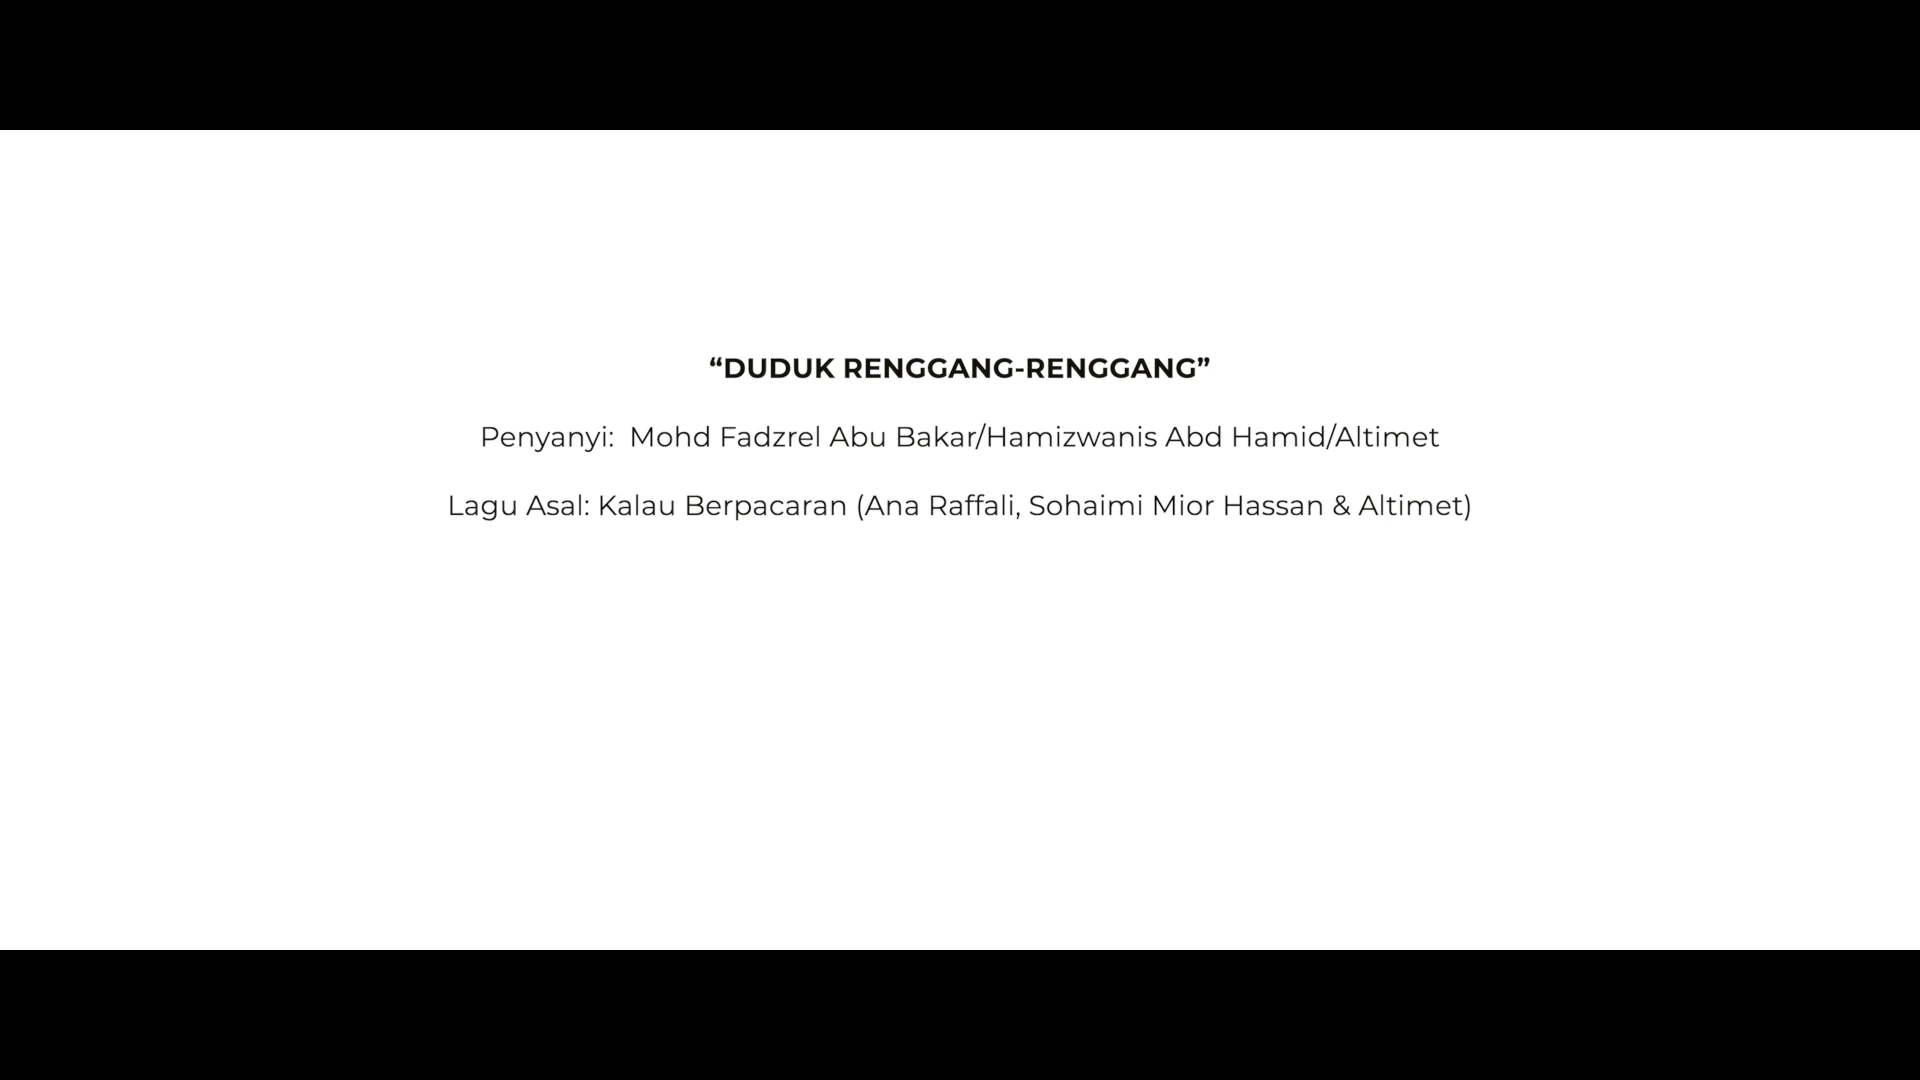 “DUDUK RENGGANG-RENGGANG”
Penyanyi:  Mohd Fadzrel Abu Bakar/Hamizwanis Abd Hamid/Altimet
Lagu Asal: Kalau Berpacaran (Ana Raffali, Sohaimi Mior Hassan & Altimet)